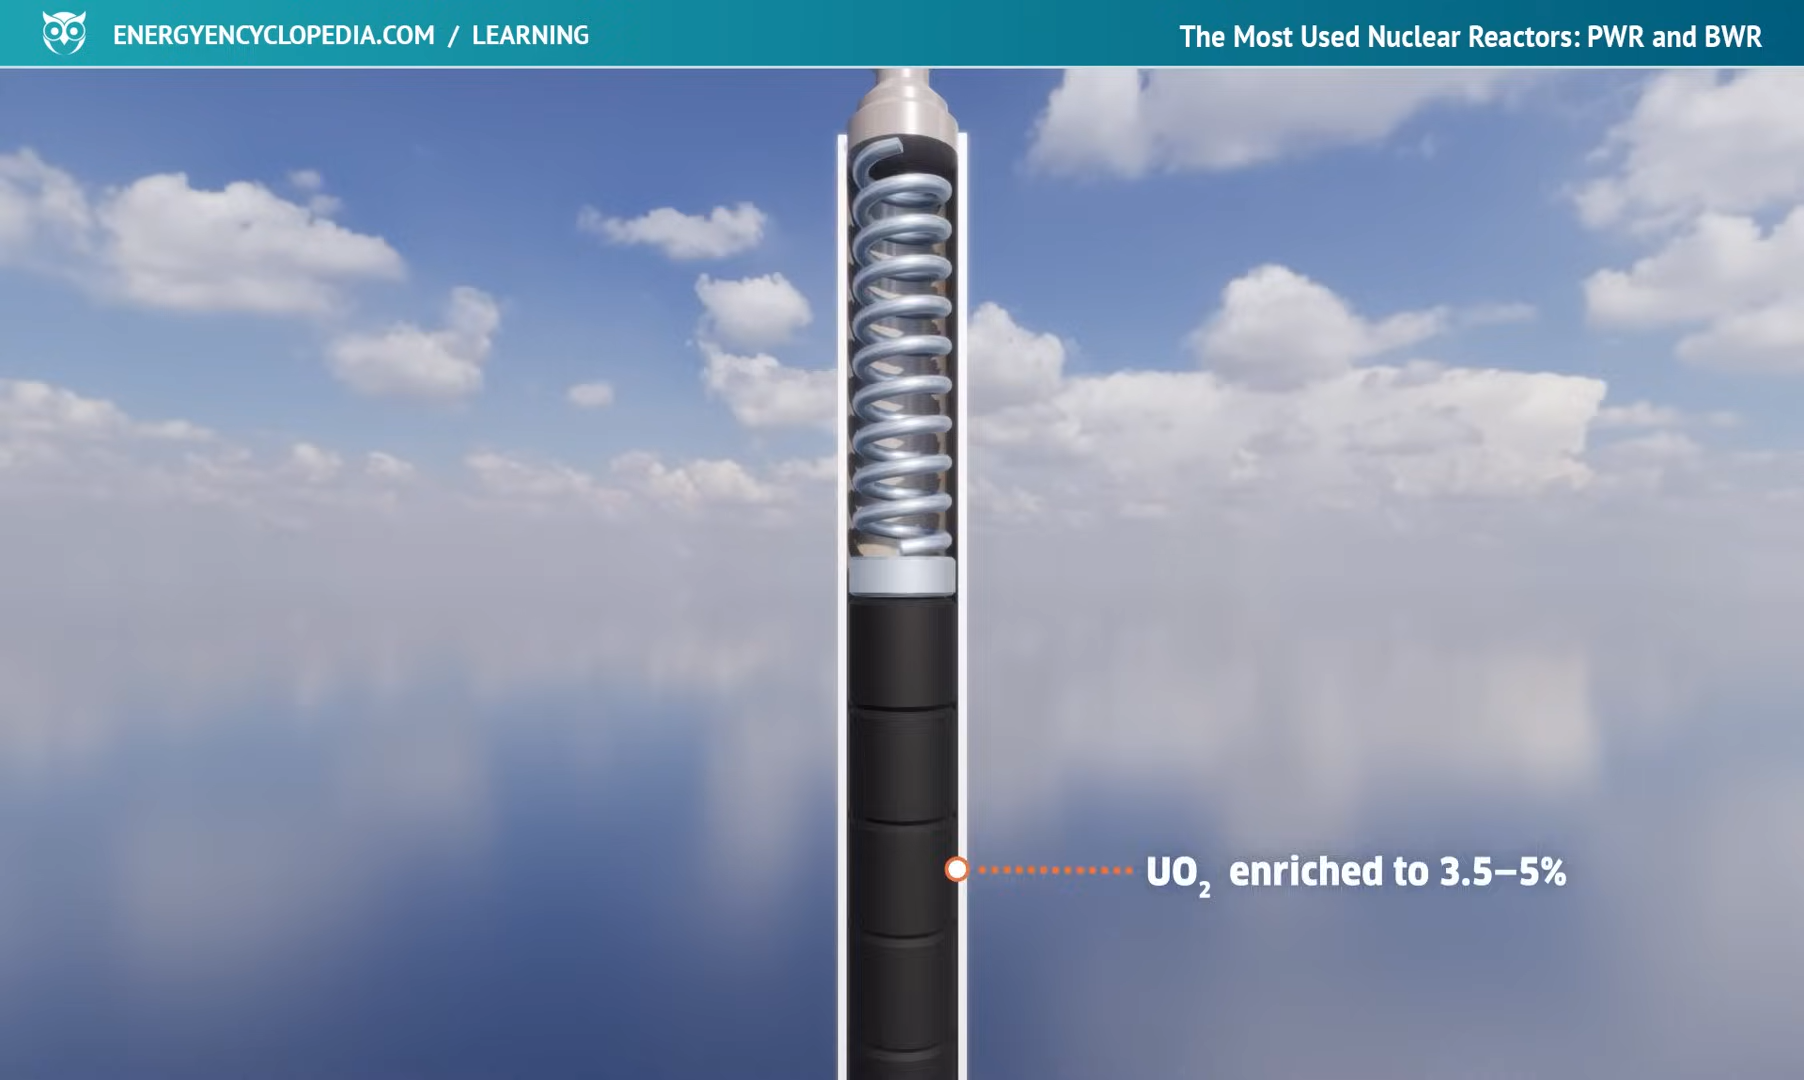 ENERGYENCYCLOPEDIA.COM / LEARNING
The Most Used Nuclear Reactors: PWR and BWR
UO₂ enriched to 3.5–5%